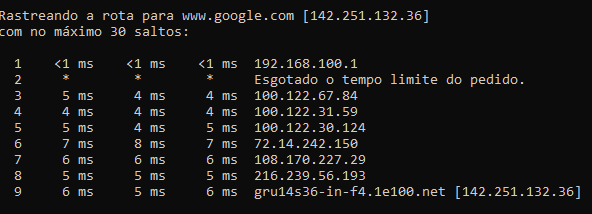 Rastreando a rota para www.google.com [142.251.132.36]
com no máximo 30 saltos:
1 <1 ms <1 ms <1 ms 192.168.100.1
2 * * * Esgotado o tempo limite do pedido.
3 5 ms 4 ms 4 ms 100.122.67.84
4 4 ms 4 ms 4 ms 100.122.31.59
5 5 ms 4 ms 5 ms 100.122.30.124
6 7 ms 8 ms 7 ms 72.14.242.150
7 6 ms 6 ms 6 ms 108.170.227.29
8 5 ms 5 ms 5 ms 216.239.56.193
9 6 ms 5 ms 6 ms gru14s36-in-f4.1e100.net [142.251.132.36]